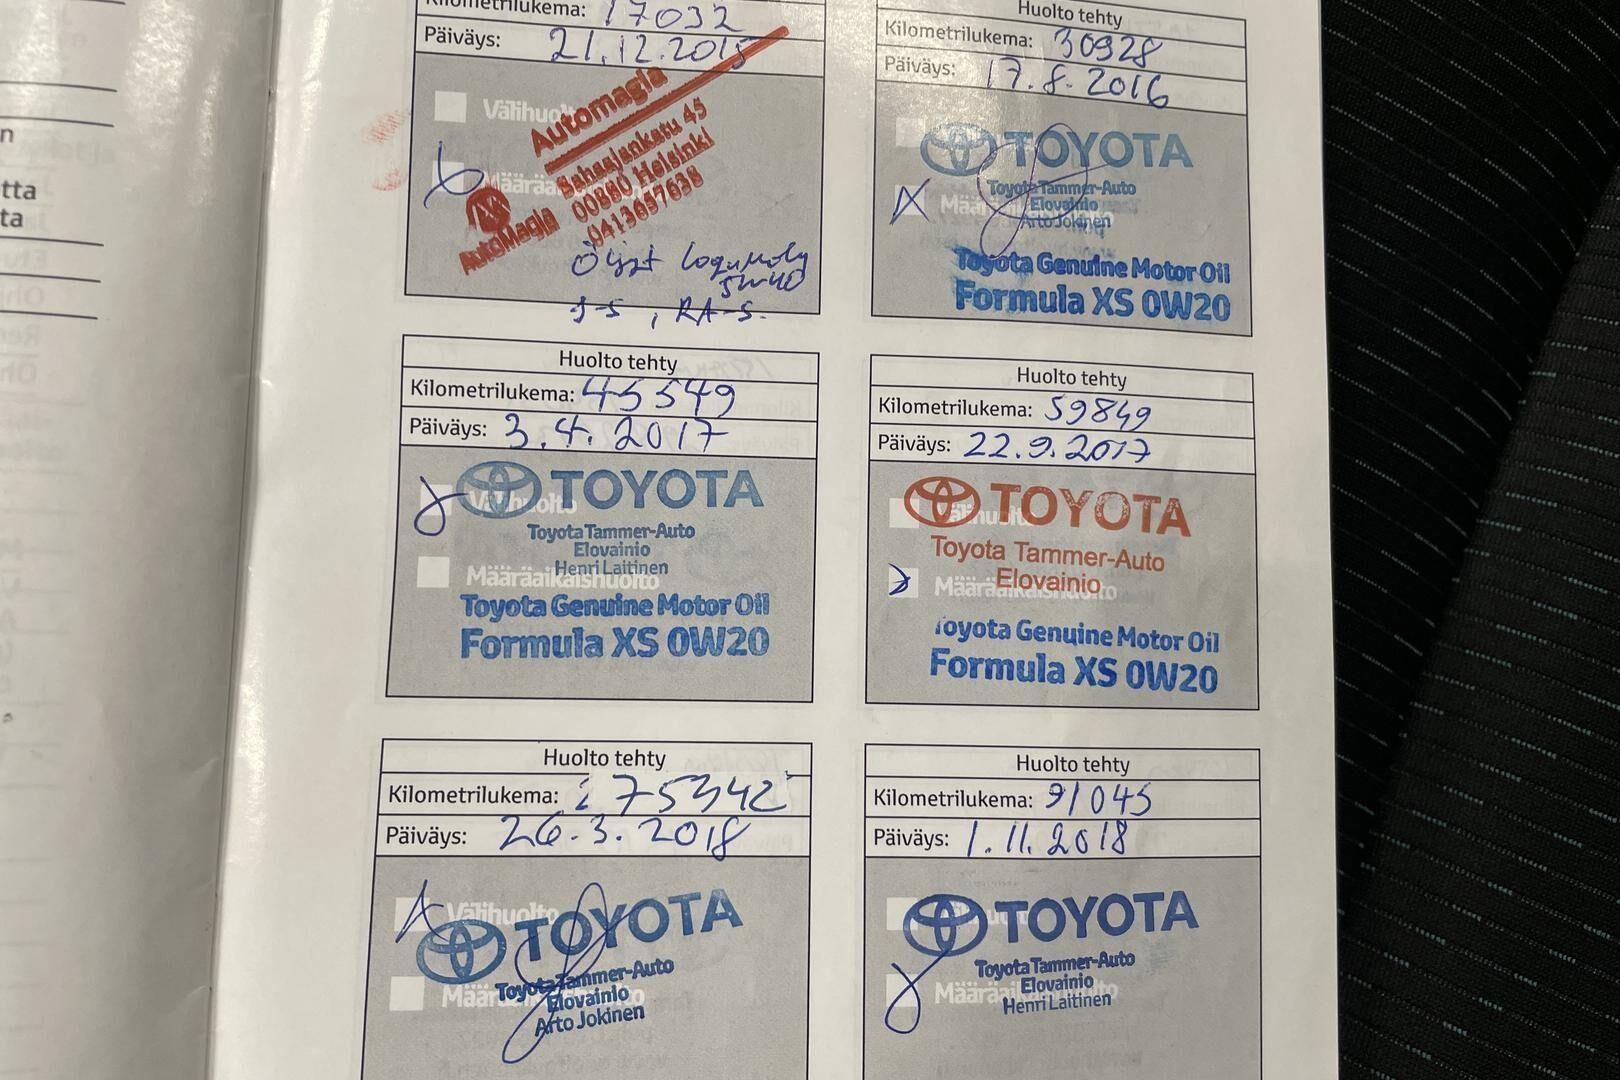 Kilometrilukema: 17032
Päiväys: 21.12.2015
Välihuolto
Automagia
Sahaajankatu 45
00880 Helsinki
0413697638
AutoMagia
Öljyt
5W40
Huolto tehty
Kilometrilukema: 30928
Päiväys: 17.8.2016
TOYOTA
Toyota Tammer-Auto
Elovainio
Arto Jokinen
Toyota Genuine Motor Oil
Formula XS 0W20
Huolto tehty
Kilometrilukema: 45549
Päiväys: 3.4.2017
Välihuolto
TOYOTA
Toyota Tammer-Auto
Elovainio
Henri Laitinen
Määräaikaishuolto
Toyota Genuine Motor Oil
Formula XS 0W20
Huolto tehty
Kilometrilukema: 59849
Päiväys: 22.9.2017
Välihuolto
TOYOTA
Toyota Tammer-Auto
Elovainio
Määräaikaishuolto
Toyota Genuine Motor Oil
Formula XS 0W20
Huolto tehty
Kilometrilukema: 75342
Päiväys: 26.3.2018
Välihuolto
TOYOTA
Toyota Tammer-Auto
Elovainio
Arto Jokinen
Huolto tehty
Kilometrilukema: 91045
Päiväys: 1.11.2018
TOYOTA
Toyota Tammer-Auto
Elovainio
Henri Laitinen
Määräaikaishuolto
tta
ta